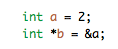 int a = 2;
int *b = &a;